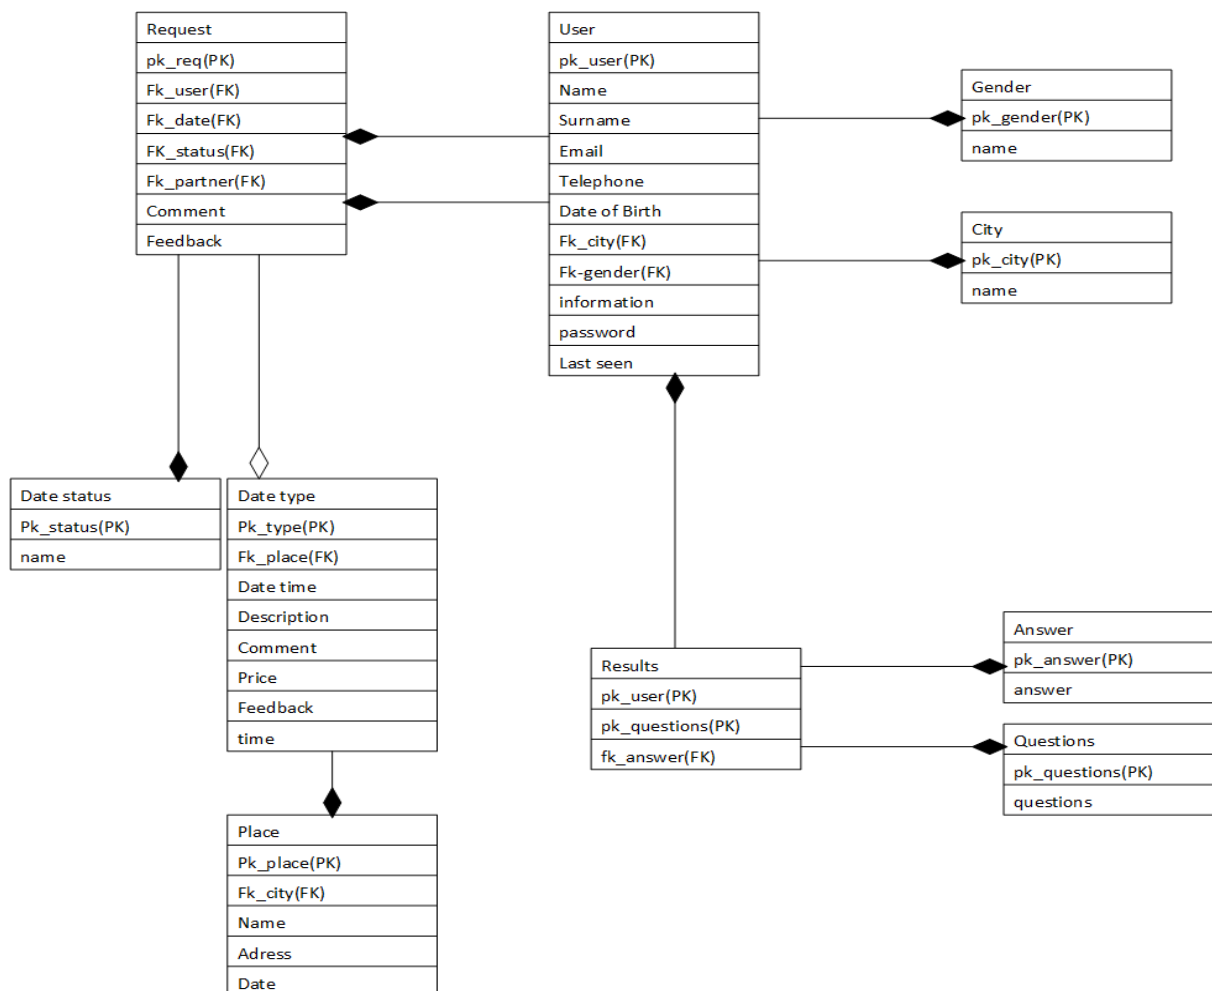 Request
pk_req(PK)
Fk_user(FK)
Fk_date(FK)
FK_status(FK)
Fk_partner(FK)
Comment
Feedback
User
pk_user(PK)
Name
Surname
Email
Telephone
Date of Birth
Fk_city(FK)
Fk-gender(FK)
information
password
Last seen
Gender
pk_gender(PK)
name
City
pk_city(PK)
name
Date status
Pk_status(PK)
name
Date type
Pk_type(PK)
Fk_place(FK)
Date time
Description
Comment
Price
Feedback
time
Results
pk_user(PK)
pk_questions(PK)
fk_answer(FK)
Answer
pk_answer(PK)
answer
Questions
pk_questions(PK)
questions
Place
Pk_place(PK)
Fk_city(FK)
Name
Adress
Date